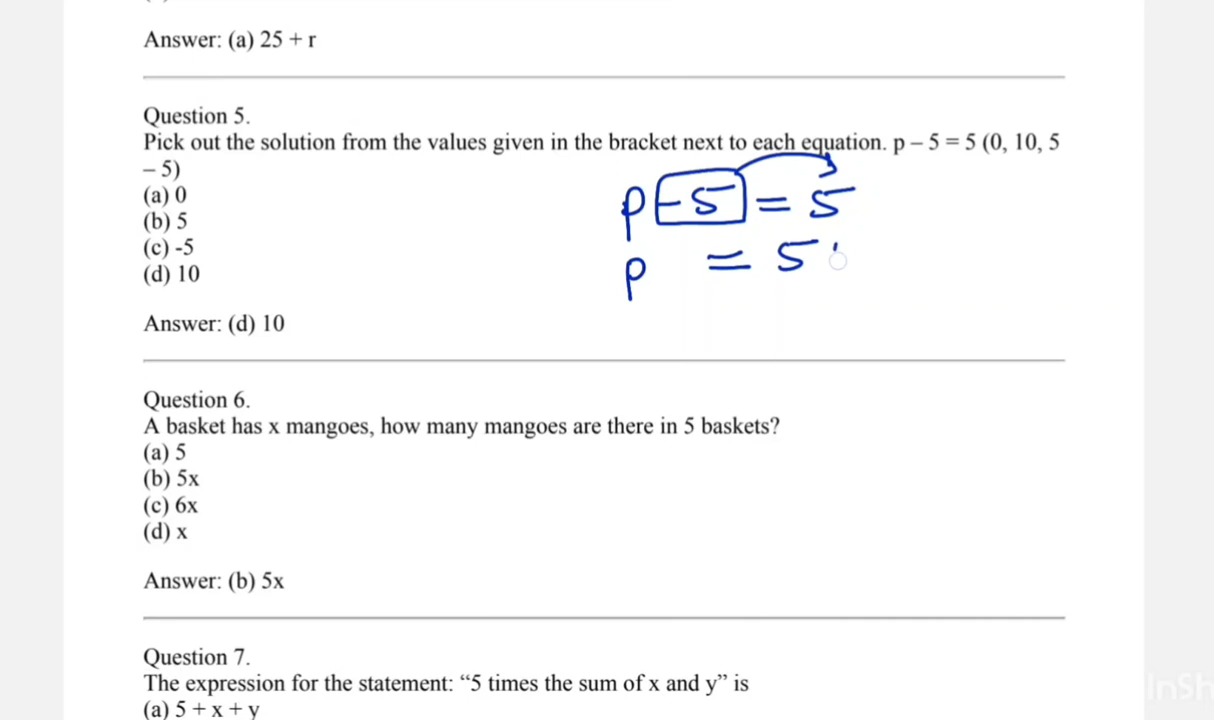 Answer: (a) 25 + r
Question 5.
Pick out the solution from the values given in the bracket next to each equation. p – 5 = 5 (0, 10, 5
– 5)
(a) 0
(b) 5
(c) -5
(d) 10
p - 5 = 5
p = 5
Answer: (d) 10
Question 6.
A basket has x mangoes, how many mangoes are there in 5 baskets?
(a) 5
(b) 5x
(c) 6x
(d) x
Answer: (b) 5x
Question 7.
The expression for the statement: “5 times the sum of x and y” is
(a) 5 + x + y
InSh